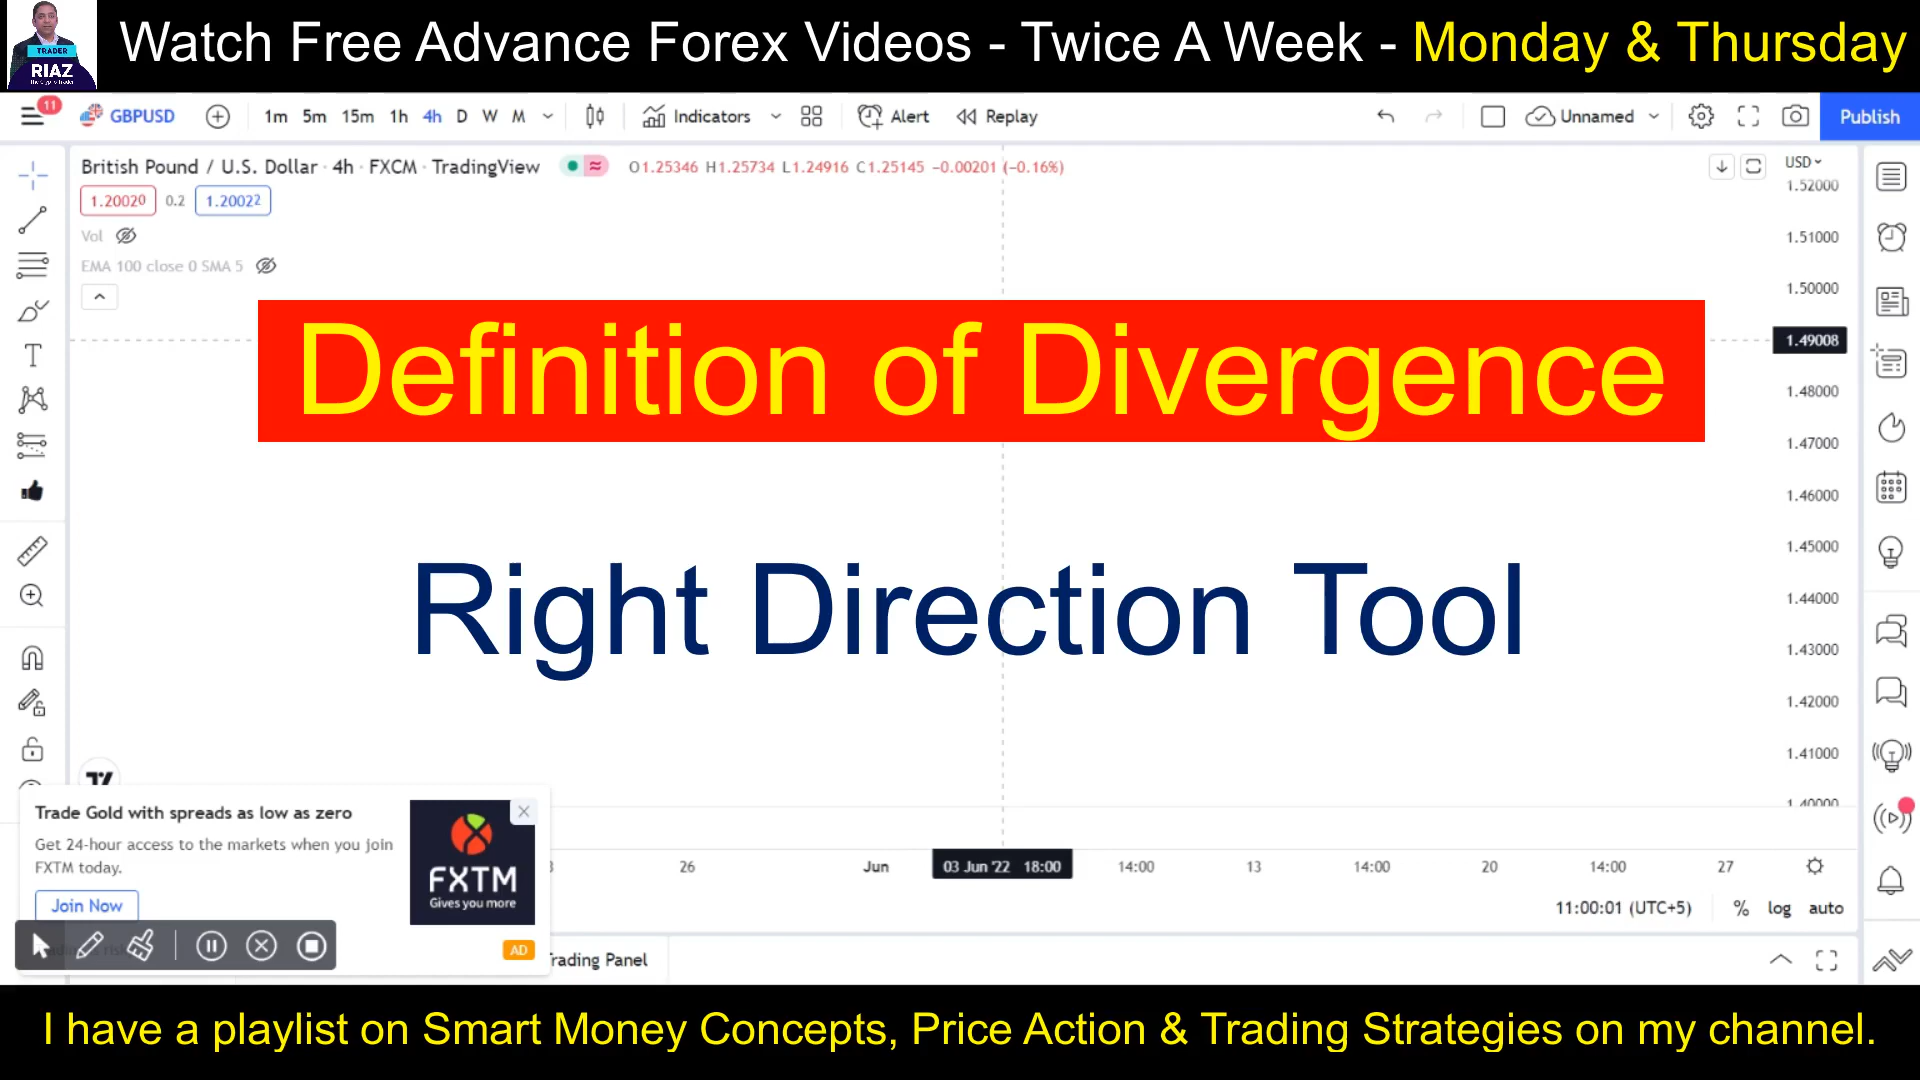 TRADER
RIAZ
Watch Free Advance Forex Videos - Twice A Week - Monday & Thursday
11
GBPUSD
1m 5m 15m 1h 4h D W M
Indicators
Alert
Replay
Unnamed
Publish
British Pound / U.S. Dollar · 4h · FXCM · TradingView
O1.25346 H1.25734 L1.24916 C1.25145 −0.00201 (−0.16%)
USD
1.20020 0.2 1.20022
Vol
EMA 100 close 0 SMA 5
1.52000
1.51000
1.50000
1.49008
1.48000
1.47000
1.46000
1.45000
1.44000
1.43000
1.42000
1.41000
1.40000
Definition of Divergence
Right Direction Tool
Trade Gold with spreads as low as zero
Get 24-hour access to the markets when you join
FXTM today.
Join Now
FXTM
Gives you more
AD
26 Jun 03 Jun '22 18:00 14:00 13 14:00 20 14:00 27
11:00:01 (UTC+5) % log auto
Trading Panel
I have a playlist on Smart Money Concepts, Price Action & Trading Strategies on my channel.